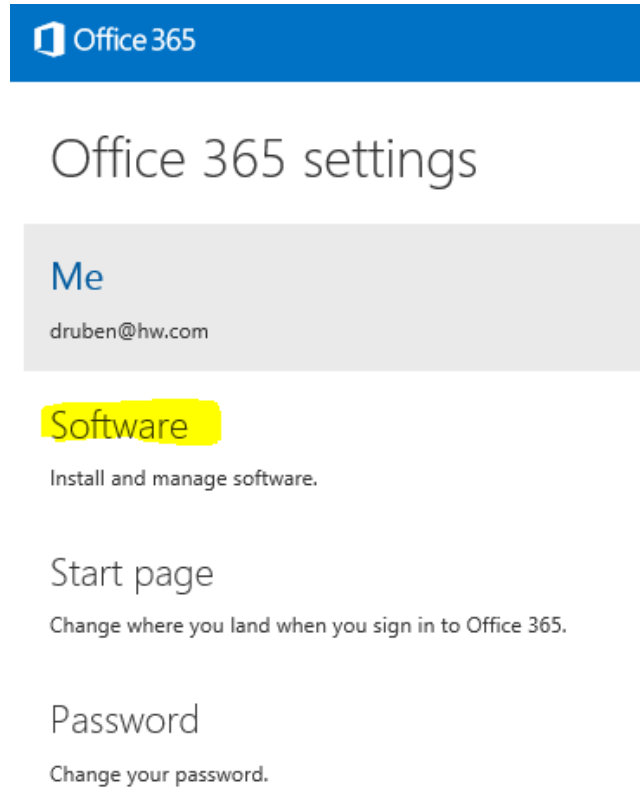 Office 365
Office 365 settings
Me
druben@hw.com
Software
Install and manage software.
Start page
Change where you land when you sign in to Office 365.
Password
Change your password.